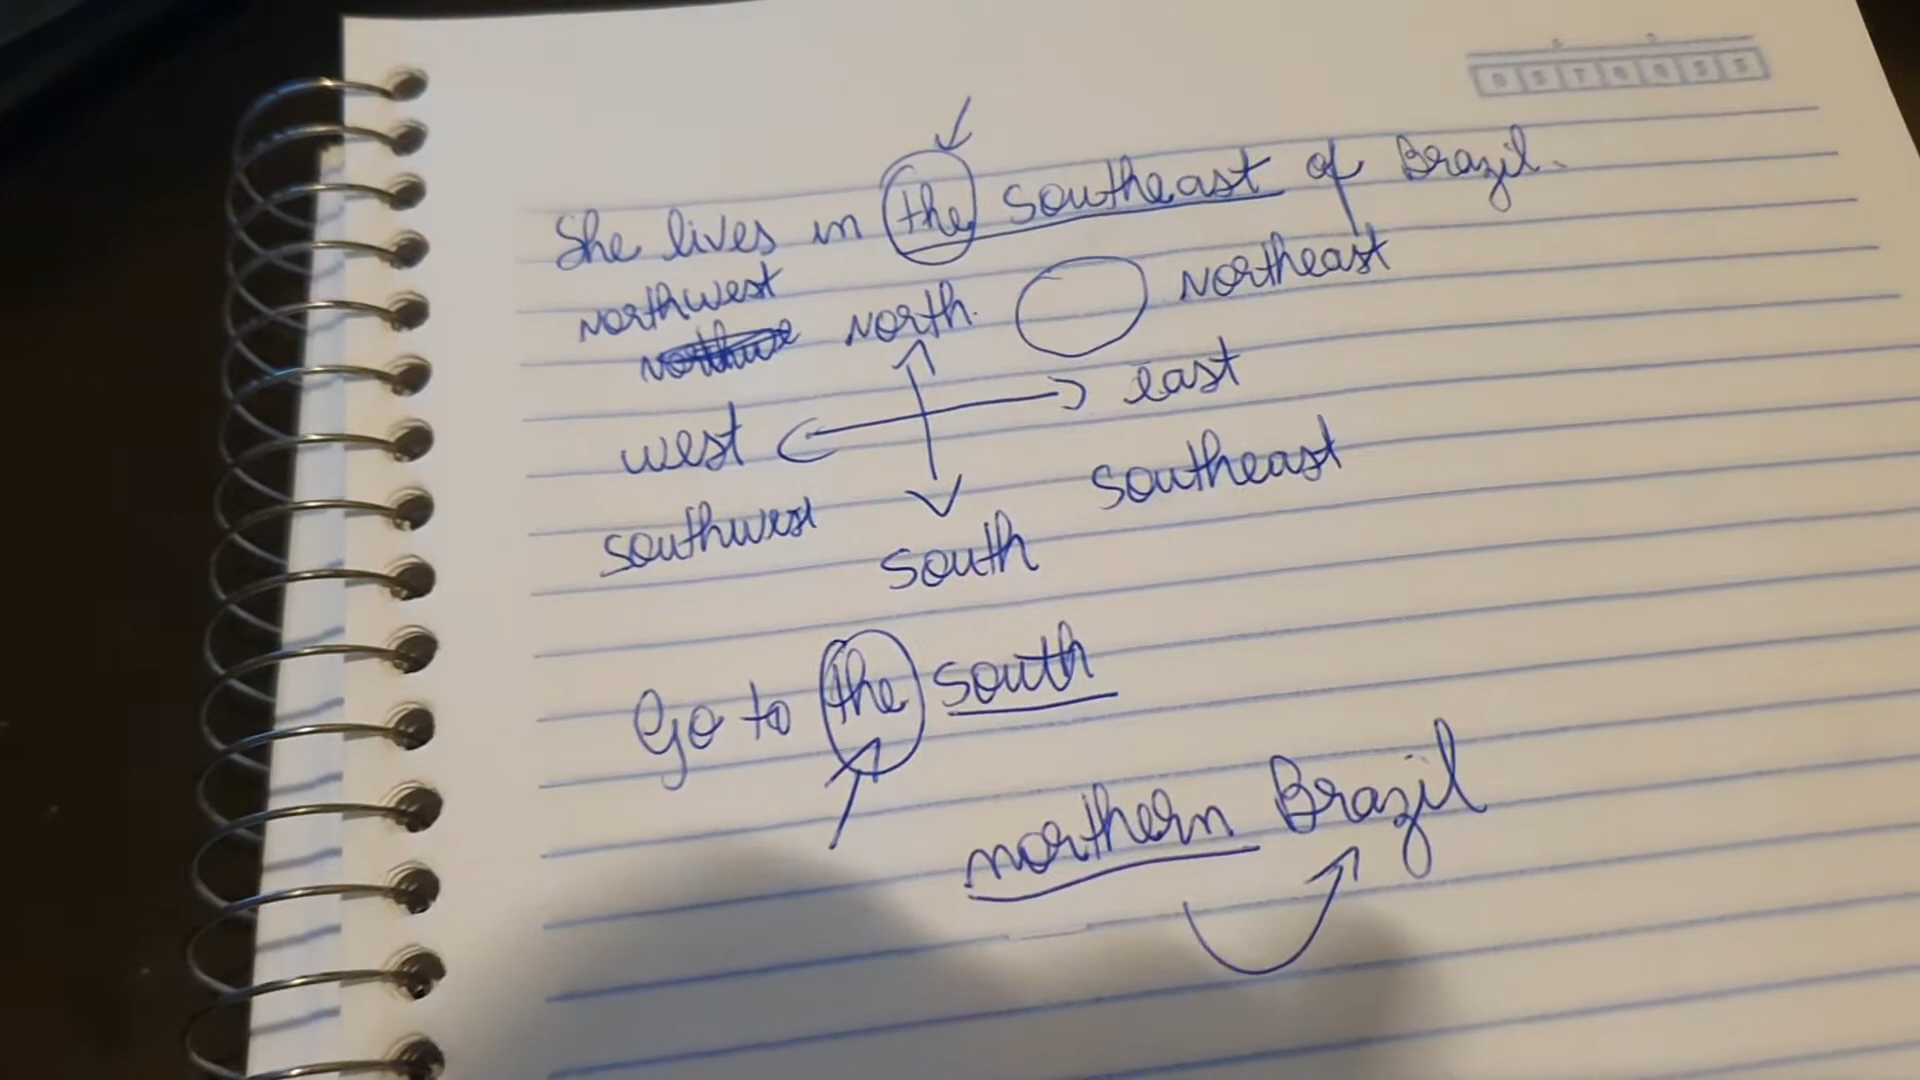 She lives in the southeast of Brazil.
northwest north northeast
west east
southwest south southeast
Go to the south
northern Brazil